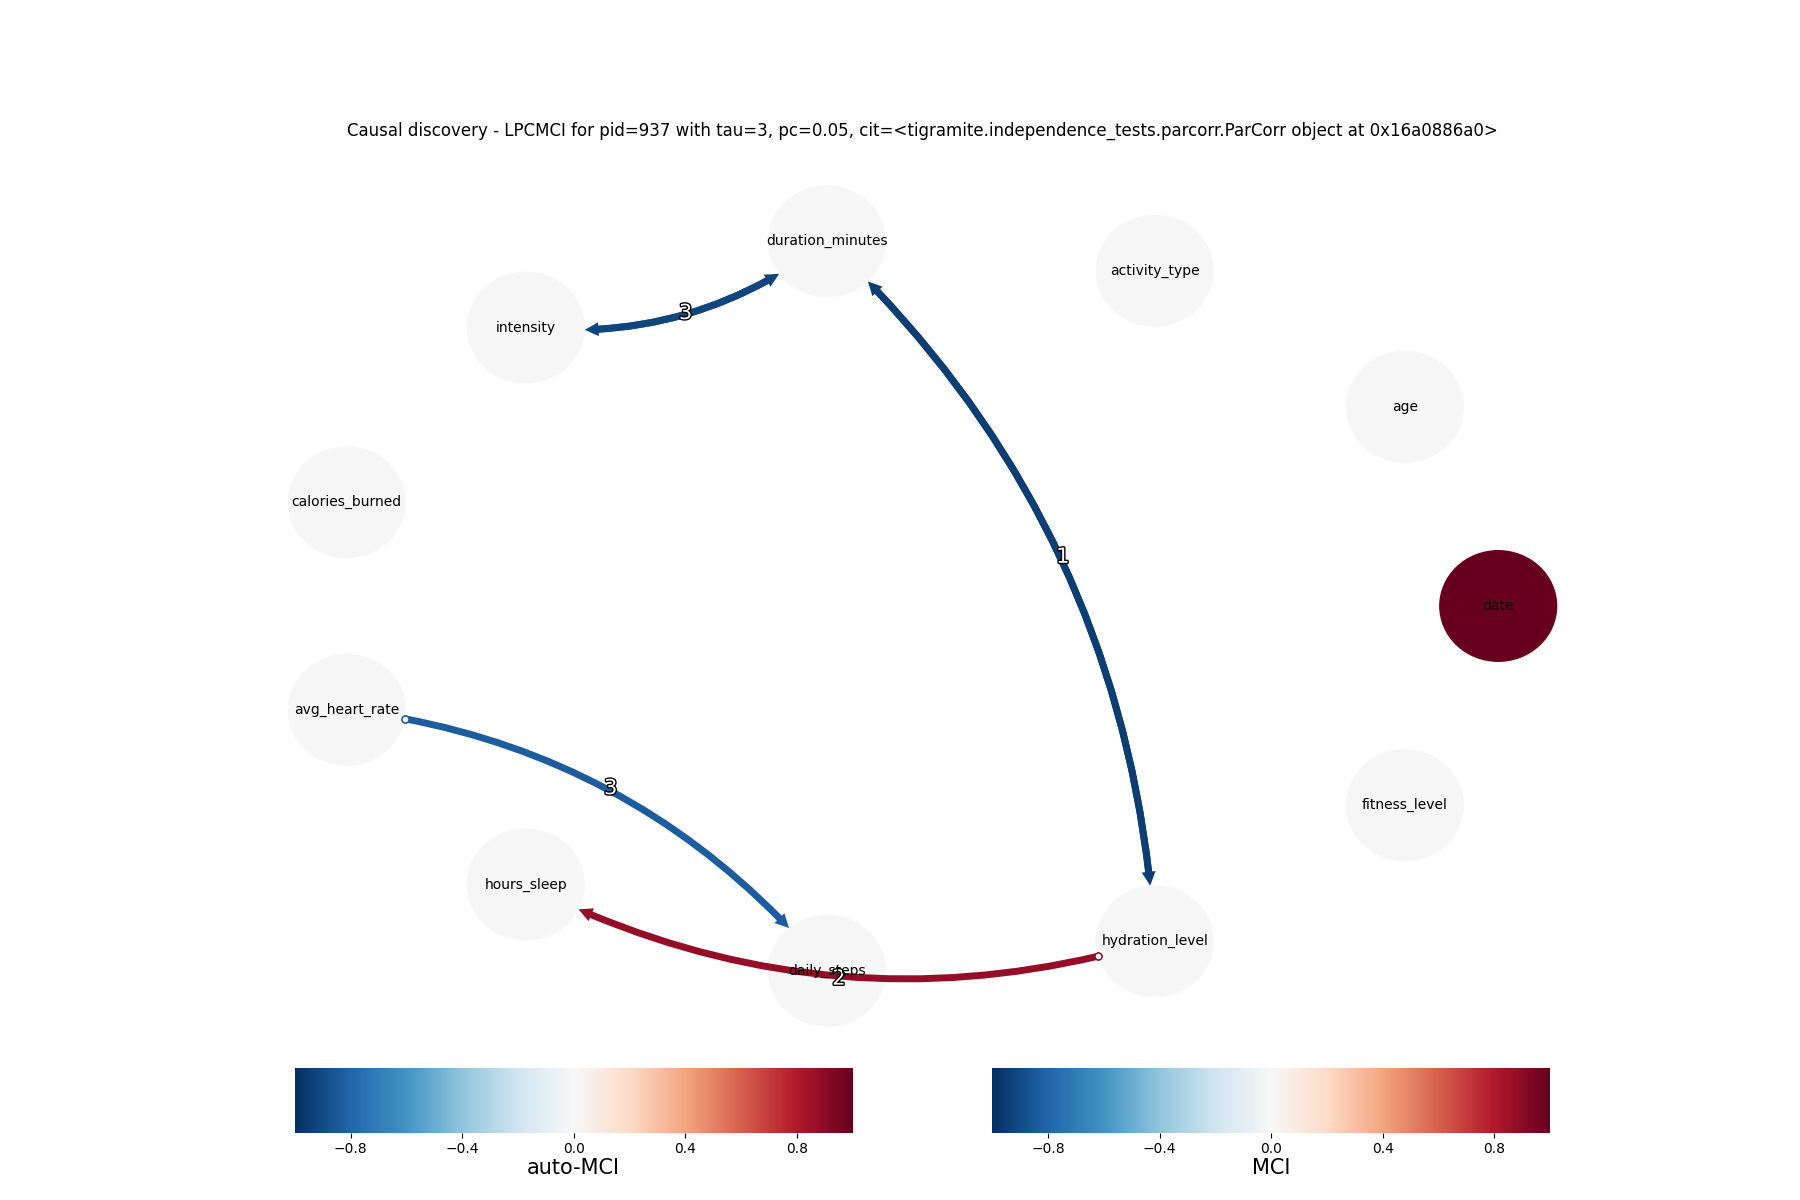 Causal discovery - LPCMCI for pid=937 with tau=3, pc=0.05, cit=<tigramite.independence_tests.parcorr.ParCorr object at 0x16a0886a0>
duration_minutes
activity_type
3
intensity
age
calories_burned
1
date
avg_heart_rate
3
fitness_level
hours_sleep
hydration_level
daily_steps
2
−0.8 −0.4 0.0 0.4 0.8
auto-MCI
−0.8 −0.4 0.0 0.4 0.8
MCI